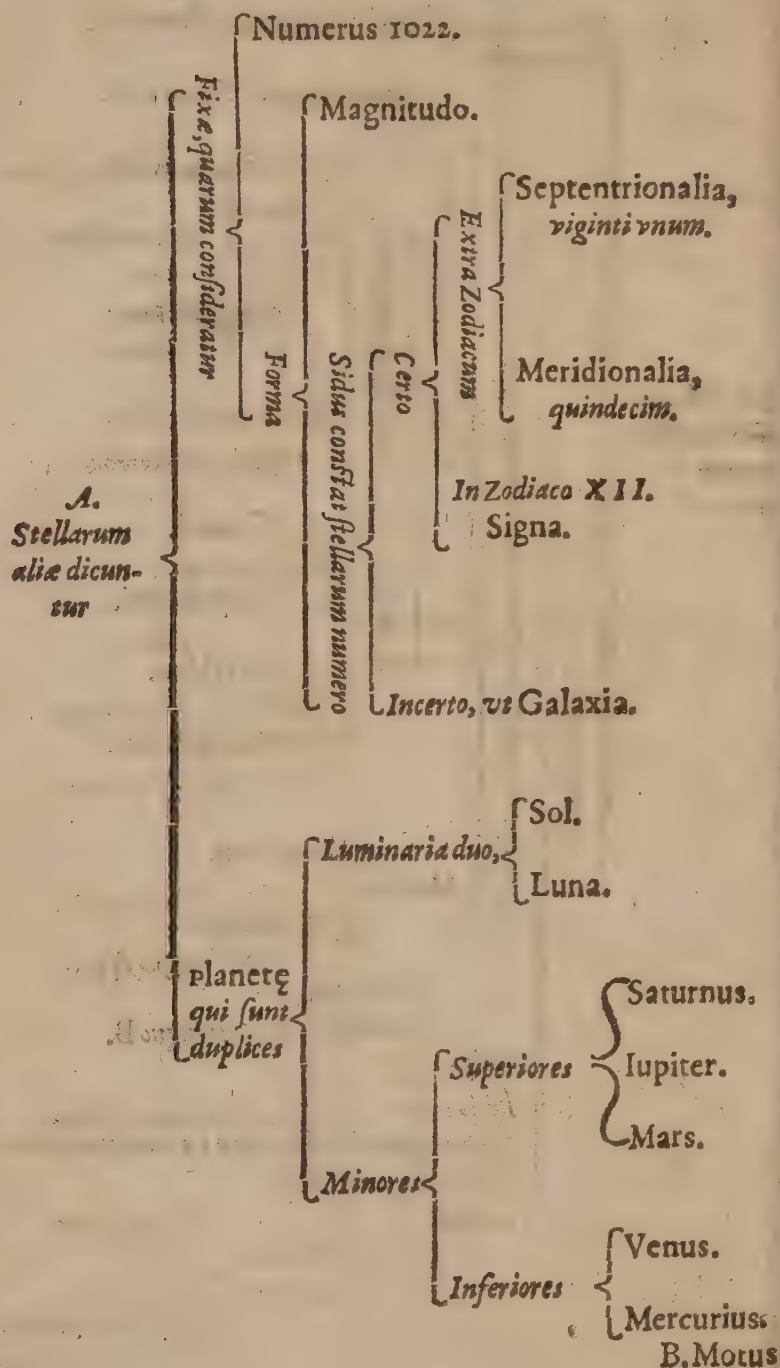 Numerus 1022.
Fixæ, quarum conſideratur
Magnitudo.
Septentrionalia,
viginti vnum.
Extra Zodiacum
Certo
Forma
Sidus conſtat ſtellarum numero
Meridionalia,
quindecim.
In Zodiaco XII.
Signa.
A.
Stellarum
aliæ dicun-
tur
Incerto, vt Galaxia.
Luminaria duo,
Sol.
Luna.
Planetę
qui ſunt
duplices
Saturnus.
Superiores
Iupiter.
Mars.
Minores
Venus.
Inferiores
Mercurius.
B. Motus